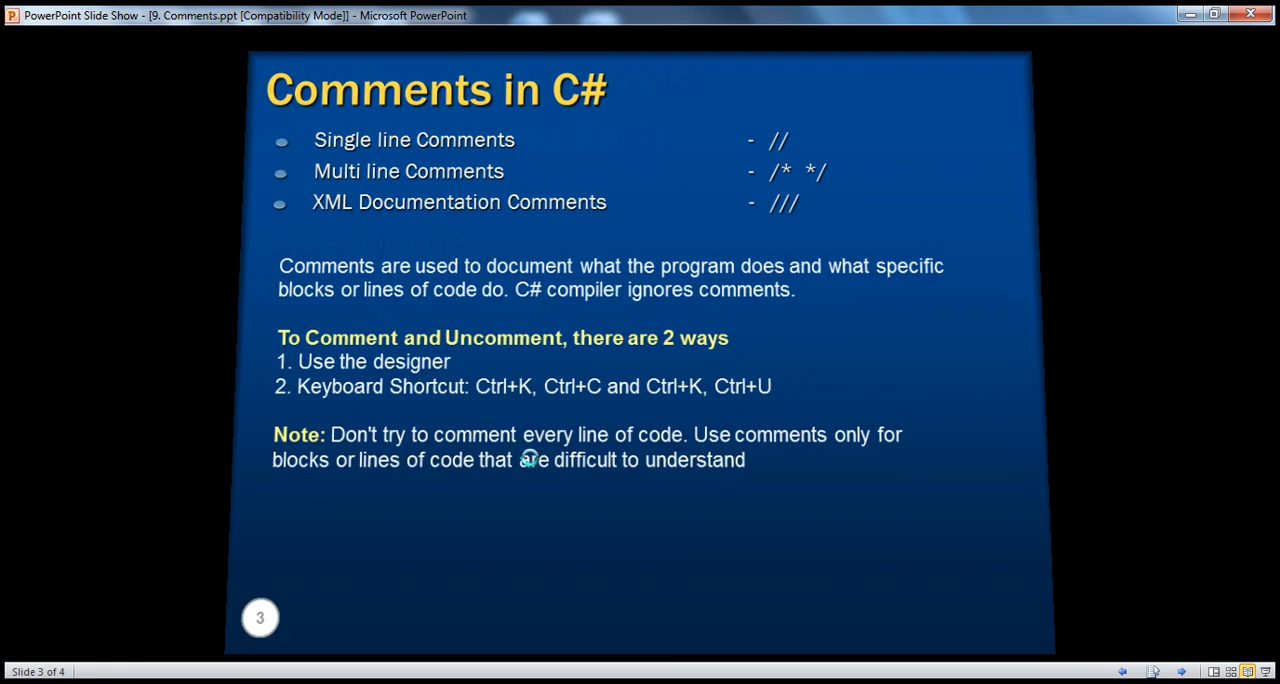 PowerPoint Slide Show - [9. Comments.ppt [Compatibility Mode]] - Microsoft PowerPoint
Comments in C#
Single line Comments - //
Multi line Comments - /* */
XML Documentation Comments - ///
Comments are used to document what the program does and what specific
blocks or lines of code do. C# compiler ignores comments.
To Comment and Uncomment, there are 2 ways
1. Use the designer
2. Keyboard Shortcut: Ctrl+K, Ctrl+C and Ctrl+K, Ctrl+U
Note: Don't try to comment every line of code. Use comments only for
blocks or lines of code that are difficult to understand
3
Slide 3 of 4